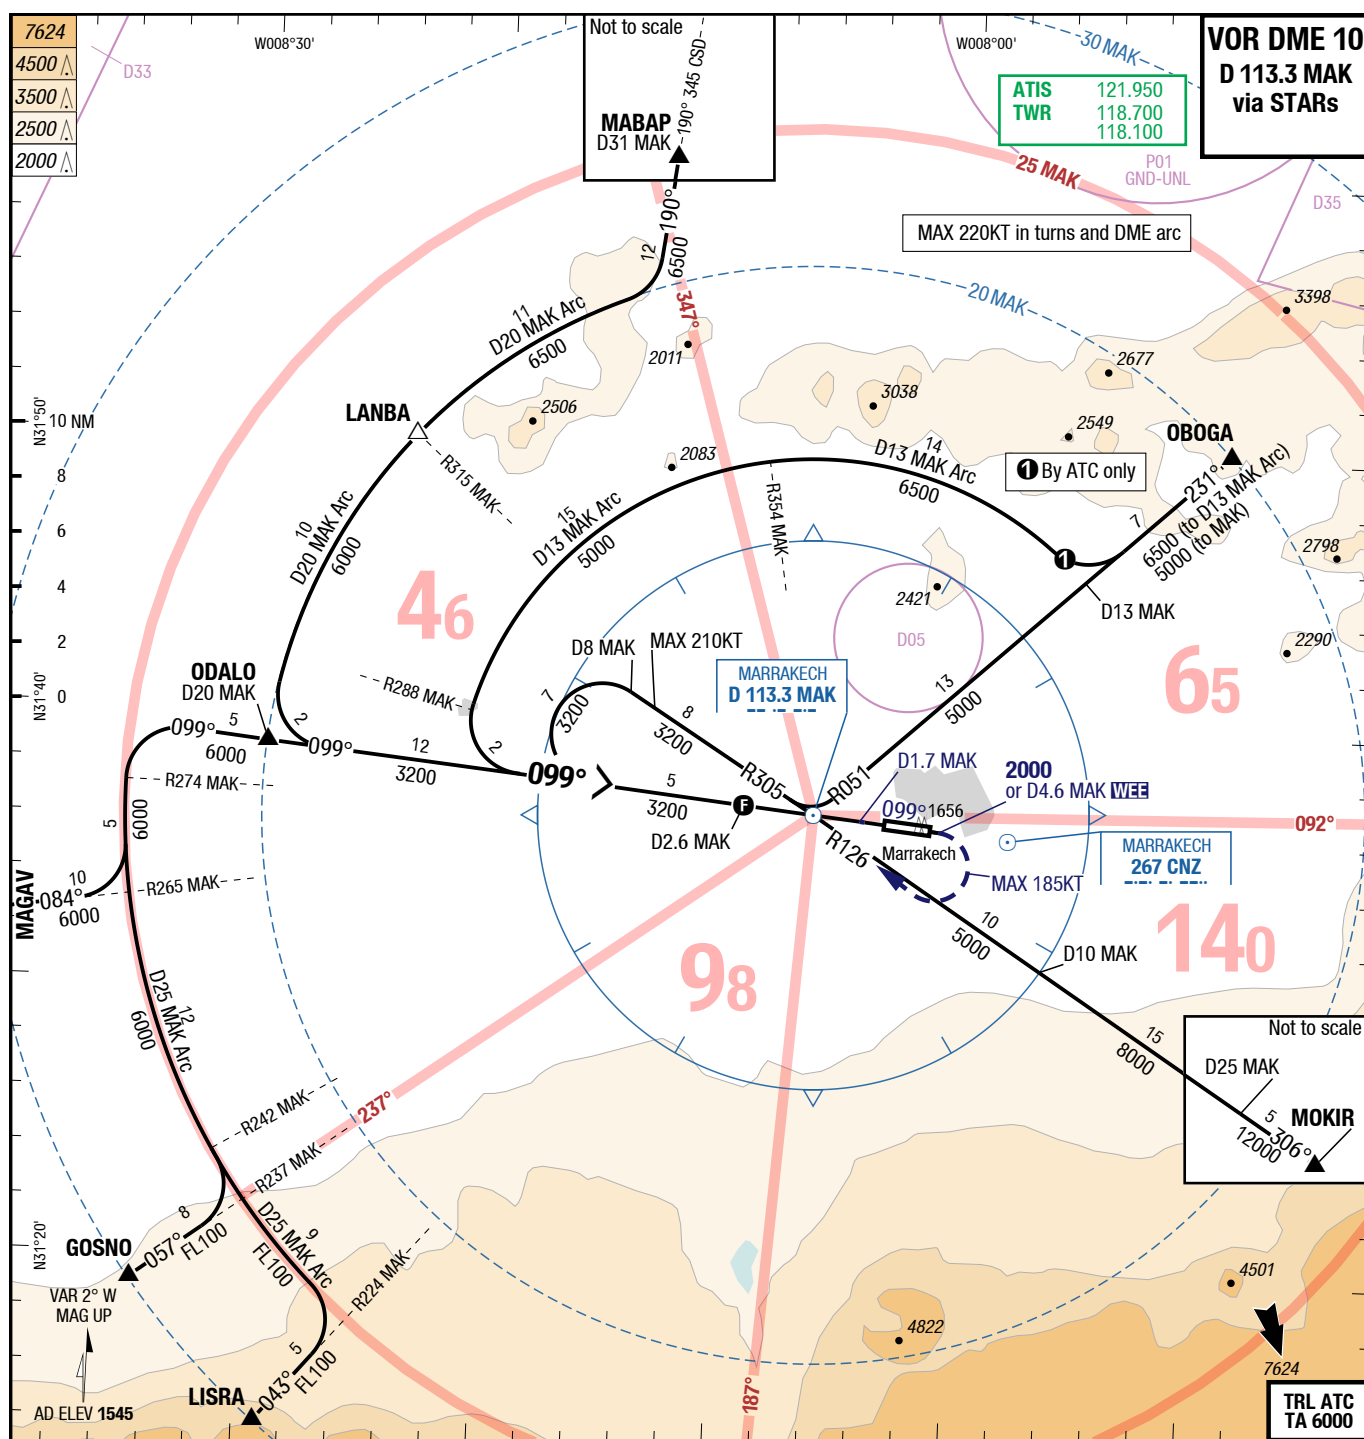 7624
4500
3500
2500
2000
D33
W008°30'
Not to scale
190° 345 CSD
MABAP
D31 MAK
W008°00'
30 MAK
VOR DME 10
D 113.3 MAK
via STARs
ATIS 121.950
TWR 118.700
118.100
25 MAK
P01
GND-UNL
D35
MAX 220KT in turns and DME arc
190°
12
6500
347°
20 MAK
3398
11
D20 MAK Arc
6500
2011
2677
3038
2506
2549
N31°50'
10 NM
8
6
4
2
0
LANBA
R315 MAK
2083
14
D13 MAK Arc
6500
R354 MAK
1 By ATC only
OBOGA
231°
7
6500 (to D13 MAK Arc)
5000 (to MAK)
1
2798
10
D20 MAK Arc
6000
15
D13 MAK Arc
5000
46
2421
D05
D13 MAK
2290
65
N31°40'
ODALO
D20 MAK
R288 MAK
D8 MAK
MAX 210KT
MARRAKECH
D 113.3 MAK
13
5000
099°
5
6000
2
099°
12
3200
2
099°
7
3200
8
3200
R305
R051
5
3200
F
D2.6 MAK
D1.7 MAK
2000
or D4.6 MAK WEE
099°
1656
Marrakech
R126
MAX 185KT
MARRAKECH
267 CNZ
092°
R274 MAK
5
6000
MAGAV
10
084°
6000
R265 MAK
98
140
10
5000
D10 MAK
12
D25 MAK Arc
6000
15
8000
Not to scale
D25 MAK
5
306°
12000
MOKIR
R242 MAK
237°
R237 MAK
N31°20'
GOSNO
8
057°
FL100
9
D25 MAK Arc
FL100
R224 MAK
VAR 2° W
MAG UP
AD ELEV 1545
LISRA
5
043°
FL100
187°
4822
4501
7624
TRL ATC
TA 6000